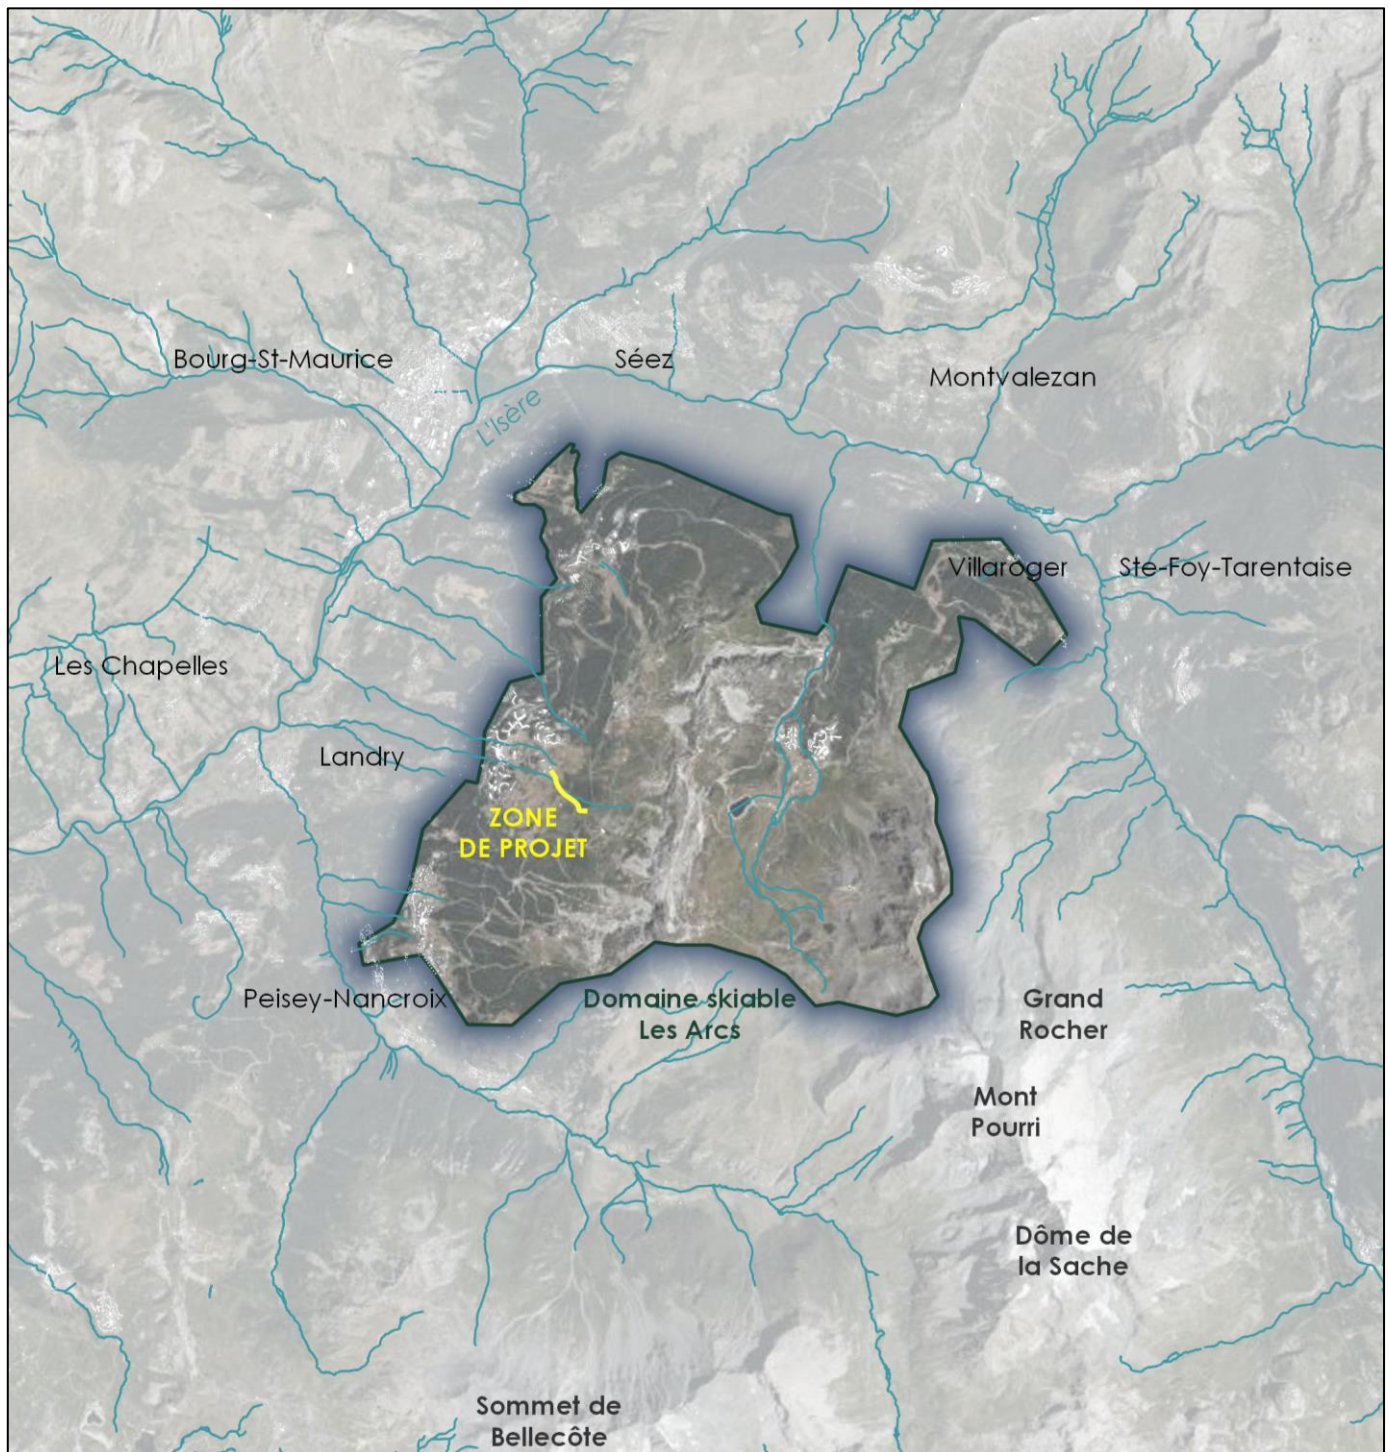 Bourg-St-Maurice
Séez
Montvalezan
L'Isère
Villaroger
Ste-Foy-Tarentaise
Les Chapelles
Landry
ZONE
DE PROJET
Peisey-Nancroix
Domaine skiable
Les Arcs
Grand
Rocher
Mont
Pourri
Dôme de
la Sache
Sommet de
Bellecôte